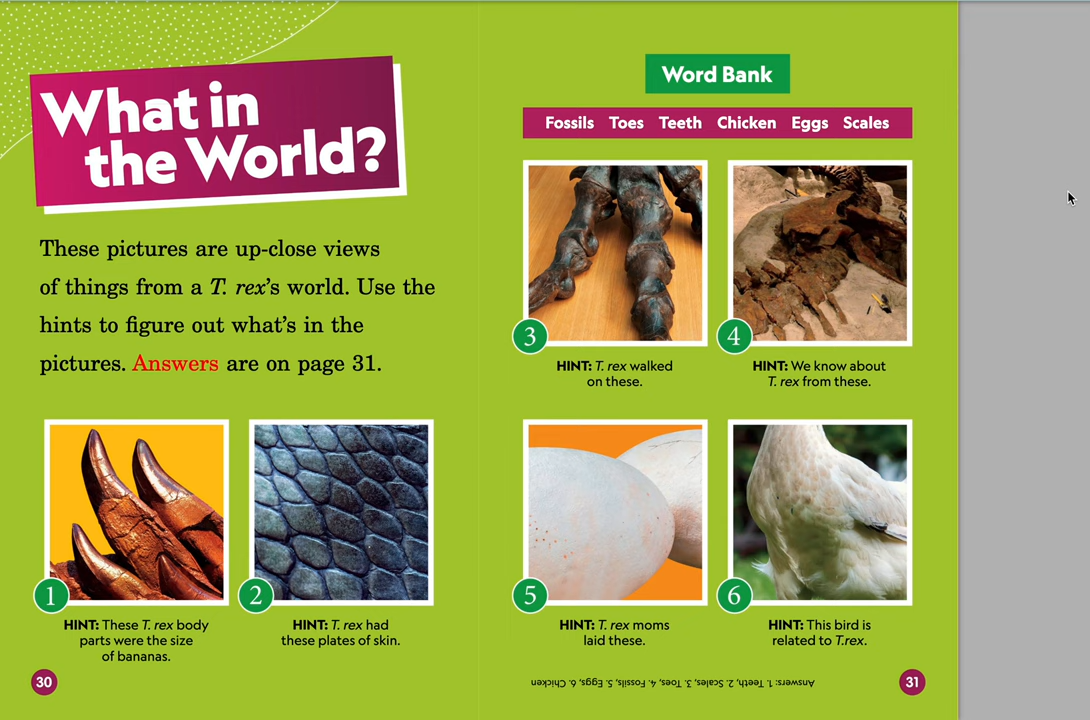 What in
the World?
These pictures are up-close views
of things from a T. rex's world. Use the
hints to figure out what's in the
pictures. Answers are on page 31.
1
HINT: These T. rex body
parts were the size
of bananas.
2
HINT: T. rex had
these plates of skin.
30
Word Bank
Fossils Toes Teeth Chicken Eggs Scales
3
HINT: T. rex walked
on these.
4
HINT: We know about
T. rex from these.
5
HINT: T. rex moms
laid these.
6
HINT: This bird is
related to T.rex.
Answers: 1. Teeth, 2. Scales, 3. Toes, 4. Fossils, 5. Eggs, 6. Chicken
31